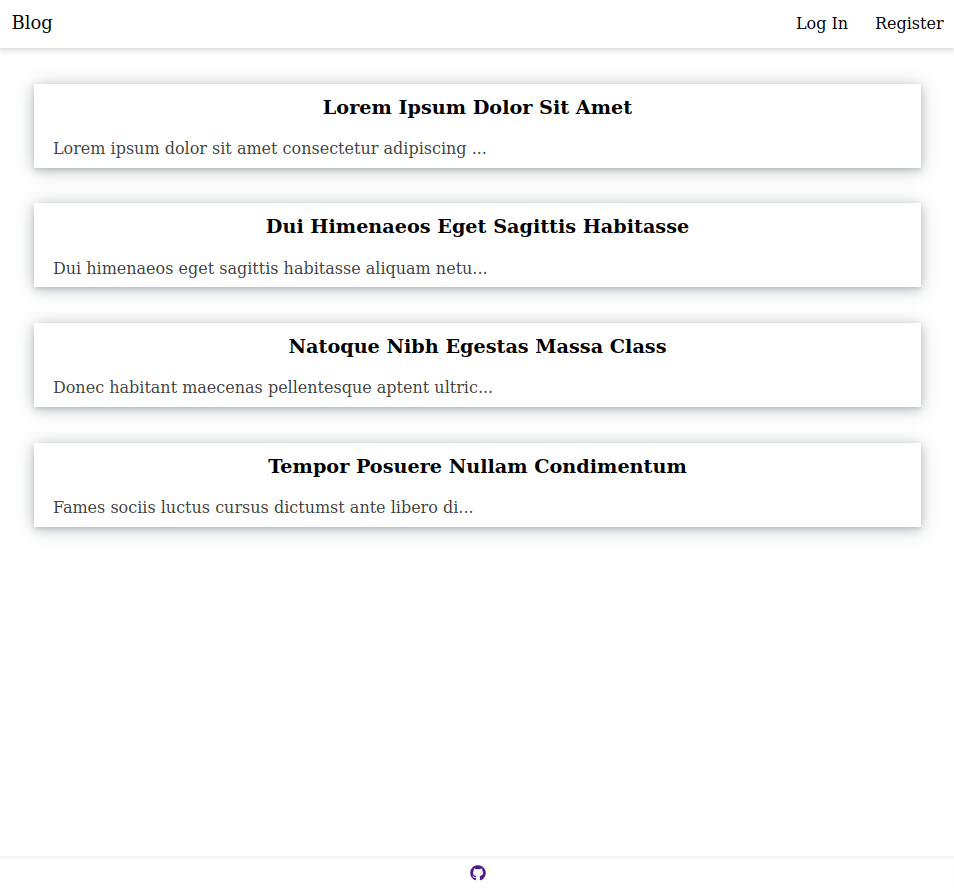 Blog
Log In
Register
Lorem Ipsum Dolor Sit Amet
Lorem ipsum dolor sit amet consectetur adipiscing ...
Dui Himenaeos Eget Sagittis Habitasse
Dui himenaeos eget sagittis habitasse aliquam netu...
Natoque Nibh Egestas Massa Class
Donec habitant maecenas pellentesque aptent ultric...
Tempor Posuere Nullam Condimentum
Fames sociis luctus cursus dictumst ante libero di...